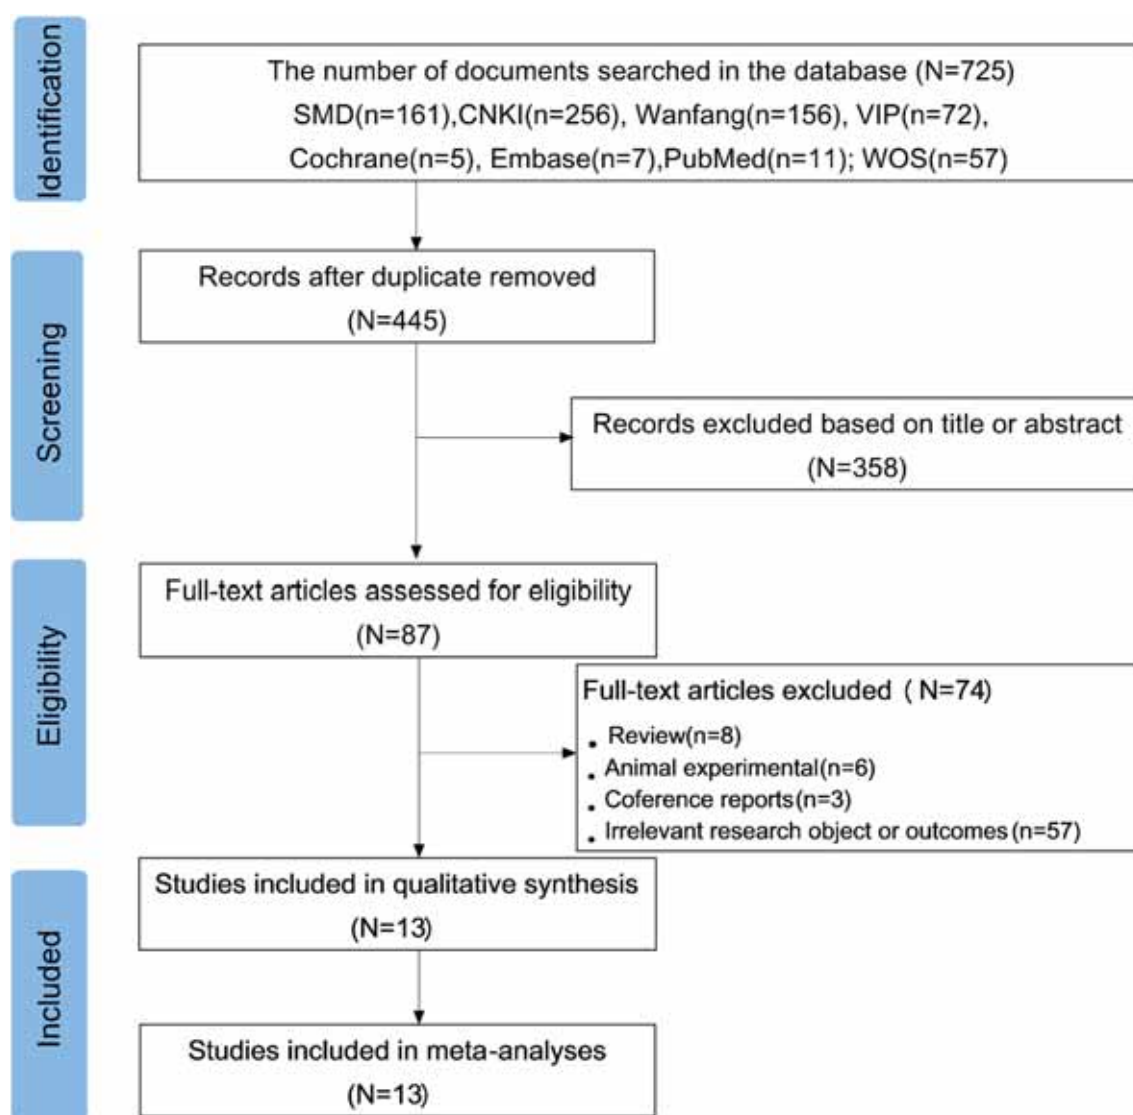 Identification
The number of documents searched in the database (N=725)
SMD(n=161),CNKI(n=256), Wanfang(n=156), VIP(n=72),
Cochrane(n=5), Embase(n=7),PubMed(n=11); WOS(n=57)
Screening
Records after duplicate removed
(N=445)
Records excluded based on title or abstract
(N=358)
Eligibility
Full-text articles assessed for eligibility
(N=87)
Full-text articles excluded ( N=74)
• Review(n=8)
• Animal experimental(n=6)
• Coference reports(n=3)
• Irrelevant research object or outcomes(n=57)
Included
Studies included in qualitative synthesis
(N=13)
Studies included in meta-analyses
(N=13)